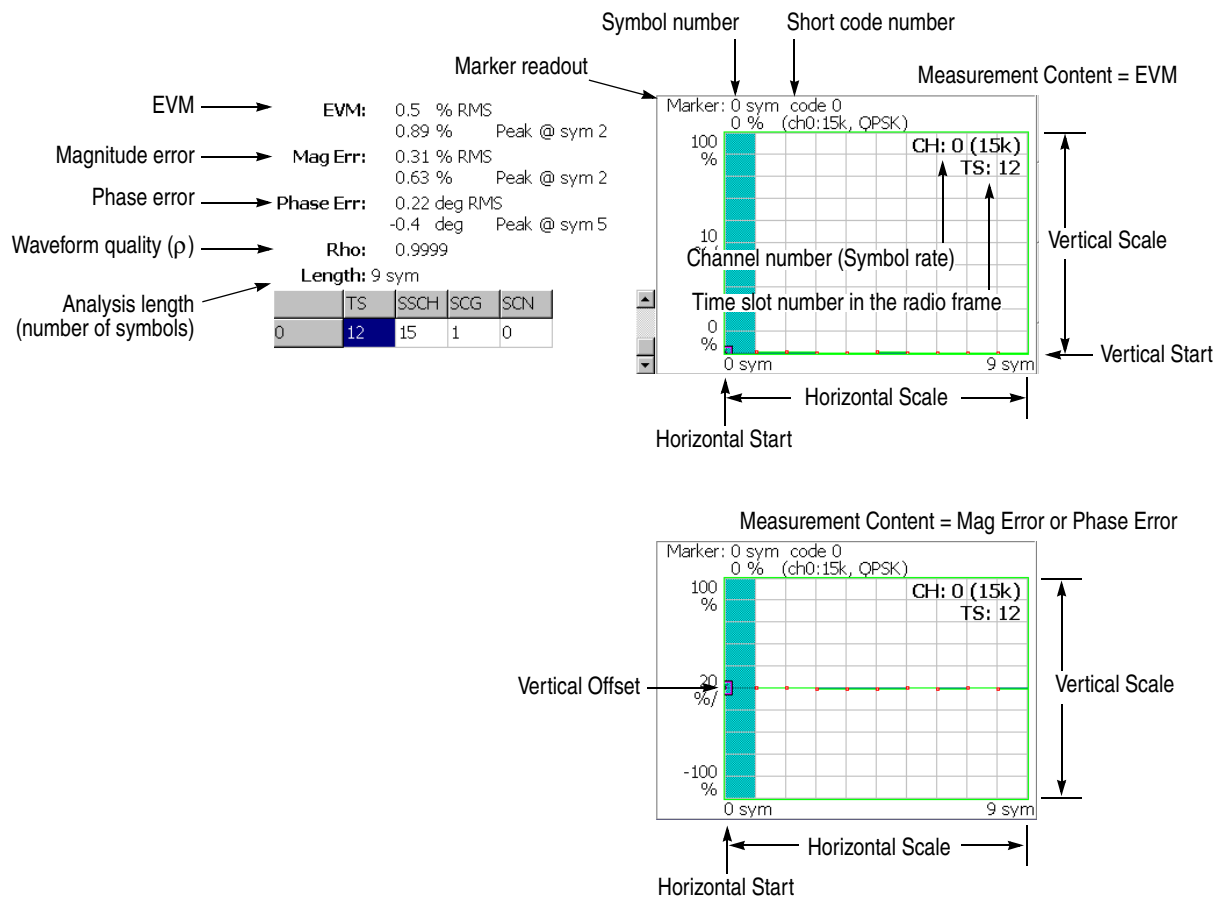 Symbol number
Short code number
Marker readout
Measurement Content = EVM
EVM
EVM: 0.5 % RMS
0.89 % Peak @ sym 2
Magnitude error
Mag Err: 0.31 % RMS
0.63 % Peak @ sym 2
Phase error
Phase Err: 0.22 deg RMS
-0.4 deg Peak @ sym 5
Waveform quality (ρ)
Rho: 0.9999
Length: 9 sym
Analysis length
(number of symbols)
TS SSCH SCG SCN
0 12 15 1 0
Marker: 0 sym code 0
0 % (ch0:15k, QPSK)
100
%
CH: 0 (15k)
TS: 12
10
Channel number (Symbol rate)
Time slot number in the radio frame
0
%
0 sym 9 sym
Vertical Scale
Vertical Start
Horizontal Scale
Horizontal Start
Measurement Content = Mag Error or Phase Error
Marker: 0 sym code 0
0 % (ch0:15k, QPSK)
100
%
CH: 0 (15k)
TS: 12
Vertical Offset
20
%/
Vertical Scale
-100
%
0 sym 9 sym
Horizontal Scale
Horizontal Start